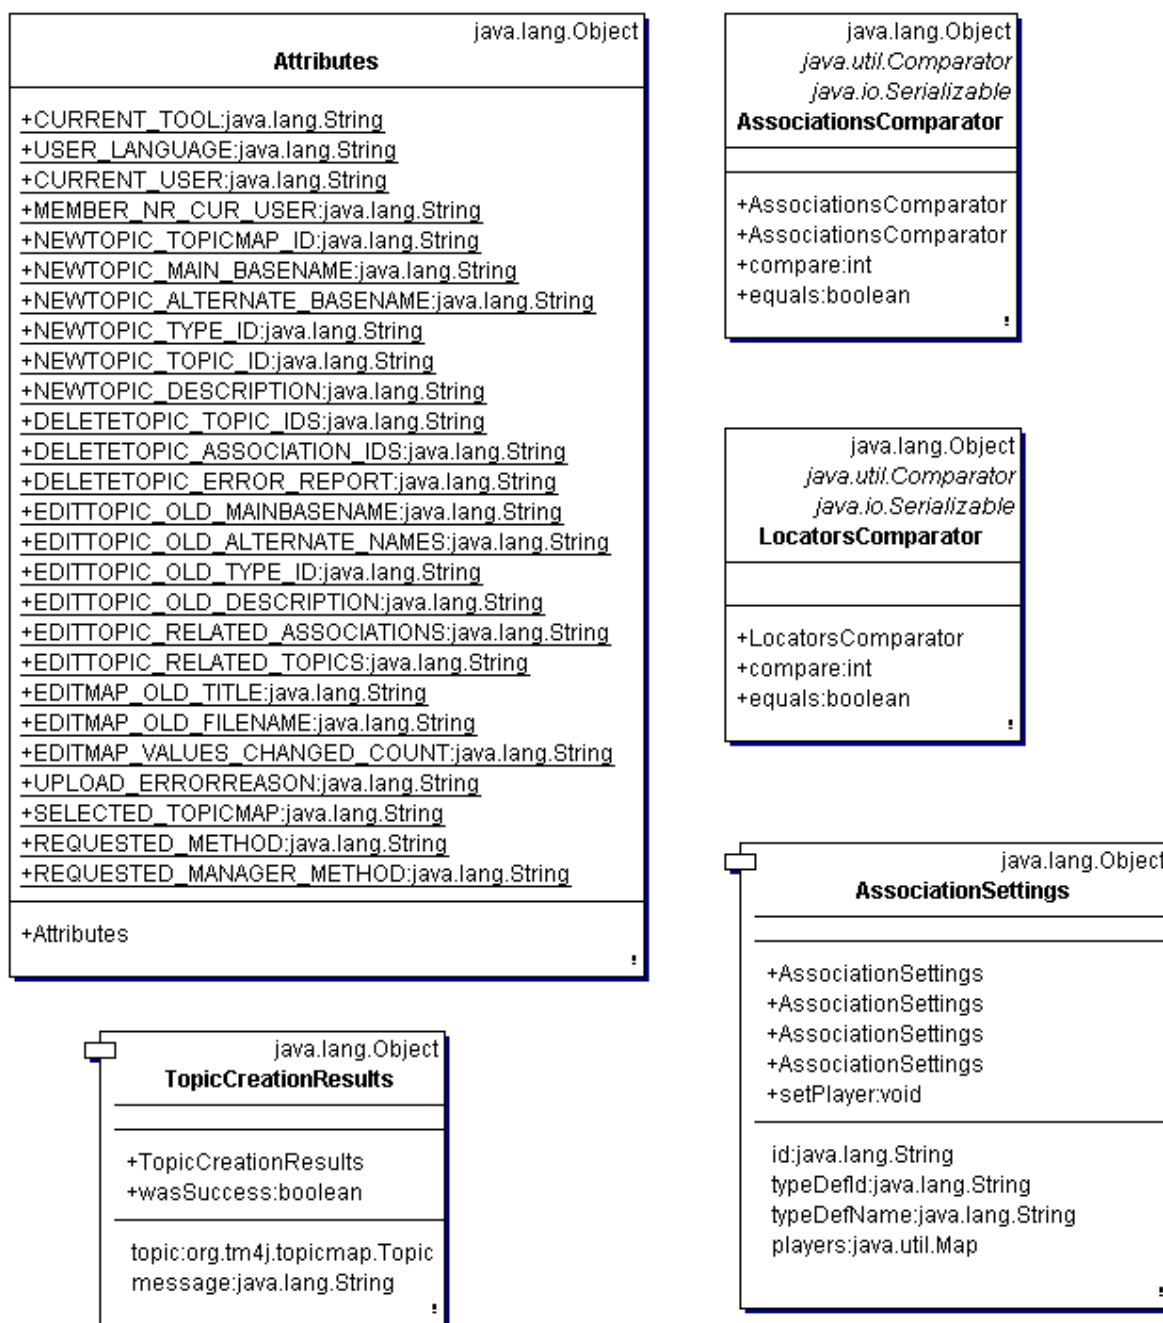 java.lang.Object
Attributes
+CURRENT_TOOL:java.lang.String
+USER_LANGUAGE:java.lang.String
+CURRENT_USER:java.lang.String
+MEMBER_NR_CUR_USER:java.lang.String
+NEWTOPIC_TOPICMAP_ID:java.lang.String
+NEWTOPIC_MAIN_BASENAME:java.lang.String
+NEWTOPIC_ALTERNATE_BASENAME:java.lang.String
+NEWTOPIC_TYPE_ID:java.lang.String
+NEWTOPIC_TOPIC_ID:java.lang.String
+NEWTOPIC_DESCRIPTION:java.lang.String
+DELETETOPIC_TOPIC_IDS:java.lang.String
+DELETETOPIC_ASSOCIATION_IDS:java.lang.String
+DELETETOPIC_ERROR_REPORT:java.lang.String
+EDITTOPIC_OLD_MAINBASENAME:java.lang.String
+EDITTOPIC_OLD_ALTERNATE_NAMES:java.lang.String
+EDITTOPIC_OLD_TYPE_ID:java.lang.String
+EDITTOPIC_OLD_DESCRIPTION:java.lang.String
+EDITTOPIC_RELATED_ASSOCIATIONS:java.lang.String
+EDITTOPIC_RELATED_TOPICS:java.lang.String
+EDITMAP_OLD_TITLE:java.lang.String
+EDITMAP_OLD_FILENAME:java.lang.String
+EDITMAP_VALUES_CHANGED_COUNT:java.lang.String
+UPLOAD_ERRORREASON:java.lang.String
+SELECTED_TOPICMAP:java.lang.String
+REQUESTED_METHOD:java.lang.String
+REQUESTED_MANAGER_METHOD:java.lang.String
+Attributes
!
java.lang.Object
java.util.Comparator
java.io.Serializable
AssociationsComparator
+AssociationsComparator
+AssociationsComparator
+compare:int
+equals:boolean
!
java.lang.Object
java.util.Comparator
java.io.Serializable
LocatorsComparator
+LocatorsComparator
+compare:int
+equals:boolean
!
java.lang.Object
AssociationSettings
+AssociationSettings
+AssociationSettings
+AssociationSettings
+AssociationSettings
+setPlayer:void
id:java.lang.String
typeDefId:java.lang.String
typeDefName:java.lang.String
players:java.util.Map
!
java.lang.Object
TopicCreationResults
+TopicCreationResults
+wasSuccess:boolean
topic:org.tm4j.topicmap.Topic
message:java.lang.String
!